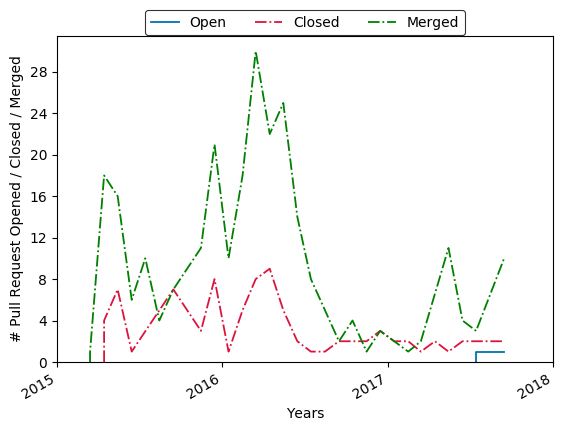 Open Closed Merged
# Pull Request Opened / Closed / Merged
28
24
20
16
12
8
4
0
2015 2016 2017 2018
Years